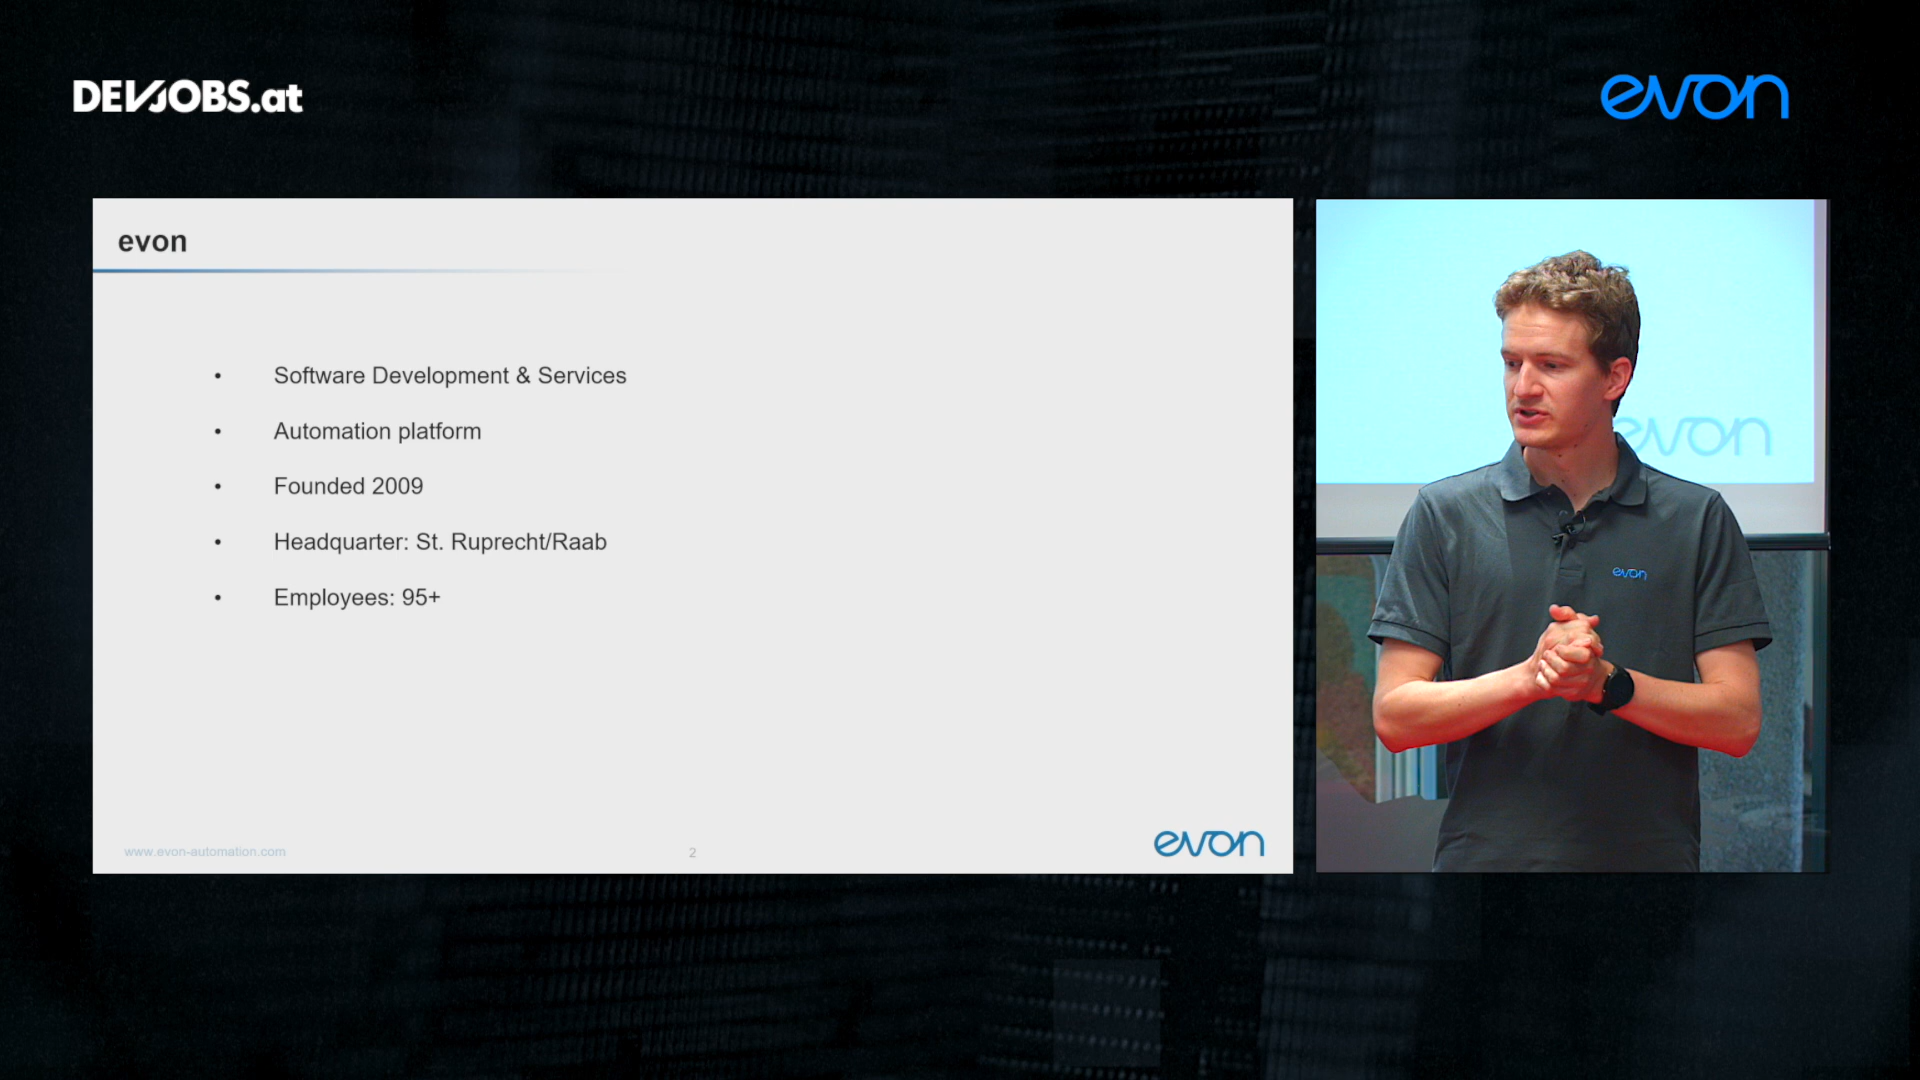 DEVJOBS.at
evon
evon
• Software Development & Services
• Automation platform
• Founded 2009
• Headquarter: St. Ruprecht/Raab
• Employees: 95+
www.evon-automation.com
2
evon
evon
evon